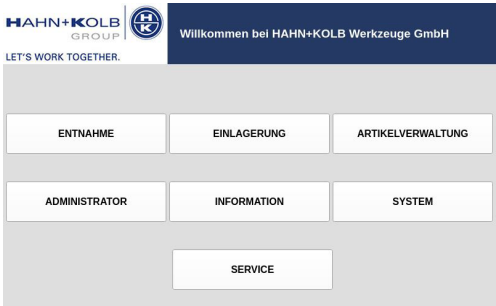 HAHN+KOLB
GROUP
HK
LET'S WORK TOGETHER.
Willkommen bei HAHN+KOLB Werkzeuge GmbH
ENTNAHME
EINLAGERUNG
ARTIKELVERWALTUNG
ADMINISTRATOR
INFORMATION
SYSTEM
SERVICE